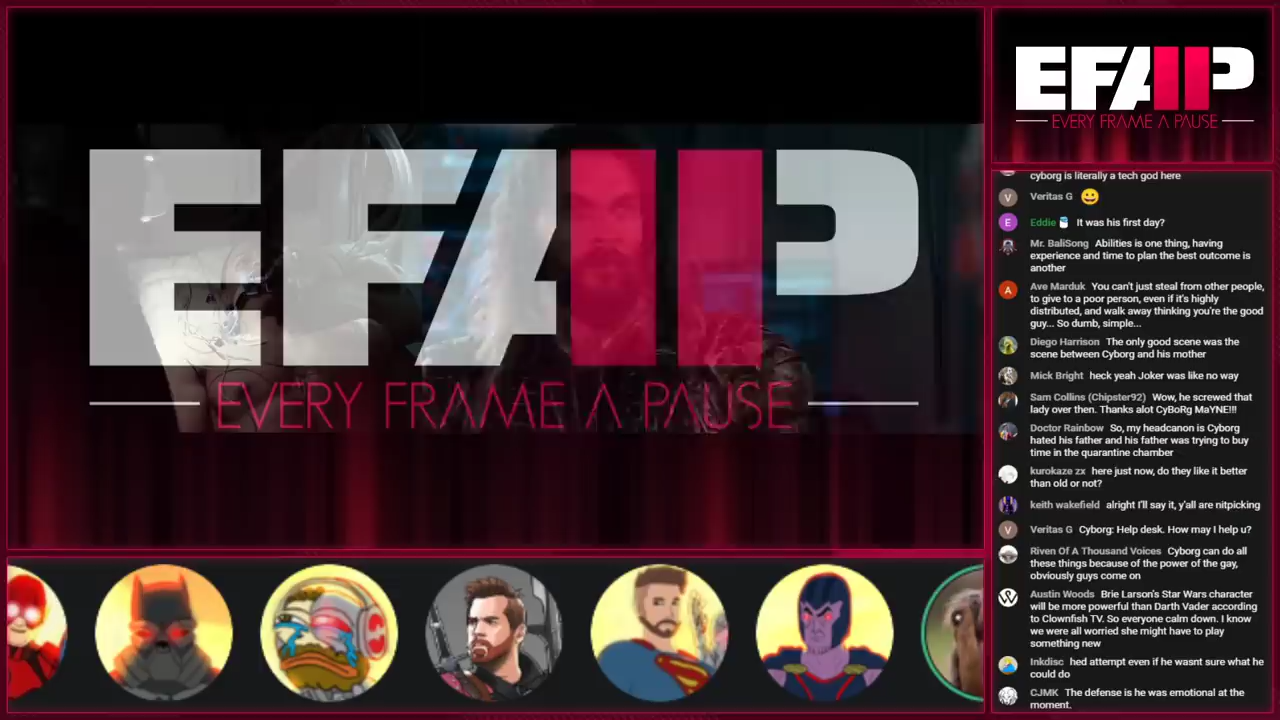 EFAP
EVERY FRAME A PAUSE
EFAP
EVERY FRAME A PAUSE
cyborg is literally a tech god here
V Veritas G 😀
E Eddie It was his first day?
Mr. BaliSong Abilities is one thing, having
experience and time to plan the best outcome is
another
A Ave Marduk You can't just steal from other people,
to give to a poor person, even if it's highly
distributed, and walk away thinking you're the good
guy... So dumb, simple...
Diego Harrison The only good scene was the
scene between Cyborg and his mother
Mick Bright heck yeah Joker was like no way
Sam Collins (Chipster92) Wow, he screwed that
lady over then. Thanks alot CyBoRg MaYNE!!!
Doctor Rainbow So, my headcanon is Cyborg
hated his father and his father was trying to buy
time in the quarantine chamber
kurokaze zx here just now, do they like it better
than old or not?
keith wakefield alright I'll say it, y'all are nitpicking
V Veritas G Cyborg: Help desk. How may I help u?
Riven Of A Thousand Voices Cyborg can do all
these things because of the power of the gay,
obviously guys come on
Austin Woods Brie Larson's Star Wars character
will be more powerful than Darth Vader according
to Clownfish TV. So everyone calm down. I know
we were all worried she might have to play
something new
Inkdisc hed attempt even if he wasnt sure what he
could do
CJMK The defense is he was emotional at the
moment.